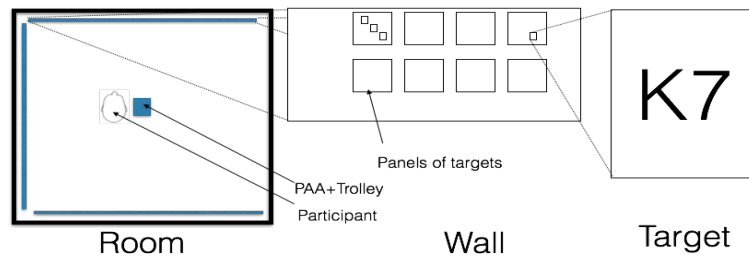 K7
Panels of targets
PAA+Trolley
Participant
Room
Wall
Target